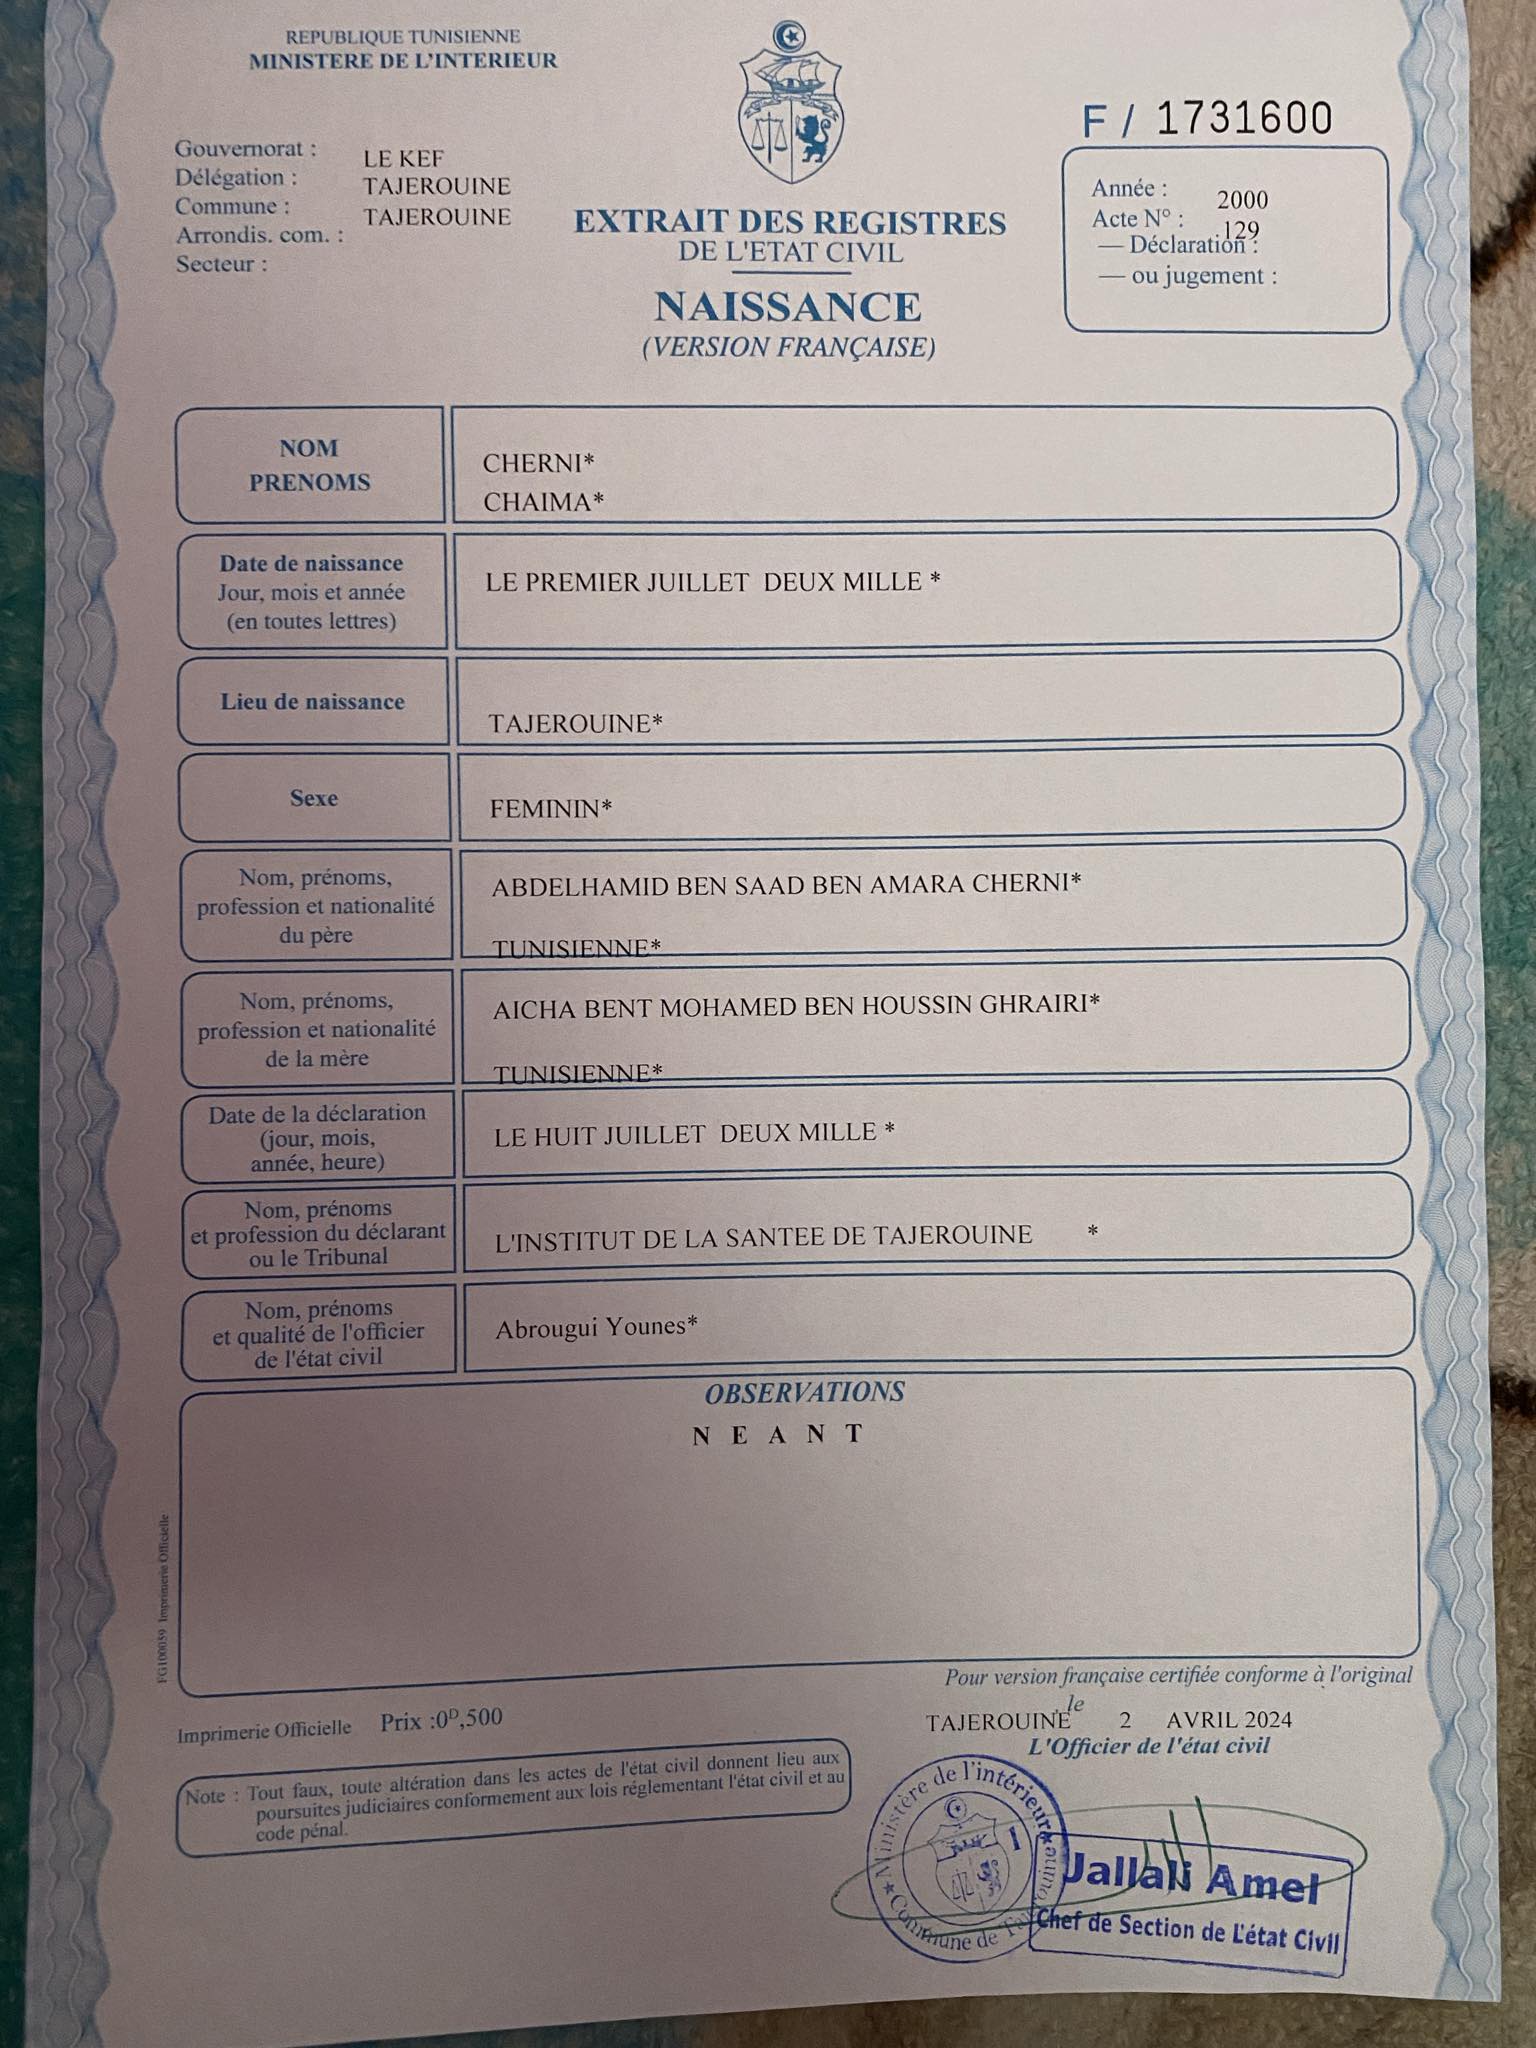 REPUBLIQUE TUNISIENNE
MINISTERE DE L'INTERIEUR
F / 1731600
Gouvernorat : LE KEF
Délégation : TAJEROUINE
Commune : TAJEROUINE
Arrondis. com. :
Secteur :
Année : 2000
Acte N° : 129
— Déclaration :
— ou jugement :
EXTRAIT DES REGISTRES
DE L'ETAT CIVIL
NAISSANCE
(VERSION FRANÇAISE)
NOM
PRENOMS
CHERNI*
CHAIMA*
Date de naissance
Jour, mois et année
(en toutes lettres)
LE PREMIER JUILLET DEUX MILLE *
Lieu de naissance
TAJEROUINE*
Sexe
FEMININ*
Nom, prénoms,
profession et nationalité
du père
ABDELHAMID BEN SAAD BEN AMARA CHERNI*
TUNISIENNE*
Nom, prénoms,
profession et nationalité
de la mère
AICHA BENT MOHAMED BEN HOUSSIN GHRAIRI*
TUNISIENNE*
Date de la déclaration
(jour, mois,
année, heure)
LE HUIT JUILLET DEUX MILLE *
Nom, prénoms
et profession du déclarant
ou le Tribunal
L'INSTITUT DE LA SANTEE DE TAJEROUINE *
Nom, prénoms
et qualité de l'officier
de l'état civil
Abrougui Younes*
OBSERVATIONS
N E A N T
FG100039 Imprimerie Officielle
Pour version française certifiée conforme à l'original
le
TAJEROUINE 2 AVRIL 2024
L'Officier de l'état civil
Imprimerie Officielle Prix :0D,500
Note : Tout faux, toute altération dans les actes de l'état civil donnent lieu aux
poursuites judiciaires conformement aux lois réglementant l'état civil et au
code pénal.
★ Ministère de l'intérieur ★
Commune de Tajerouine
1
Jallali Amel
Chef de Section de L'état Civil